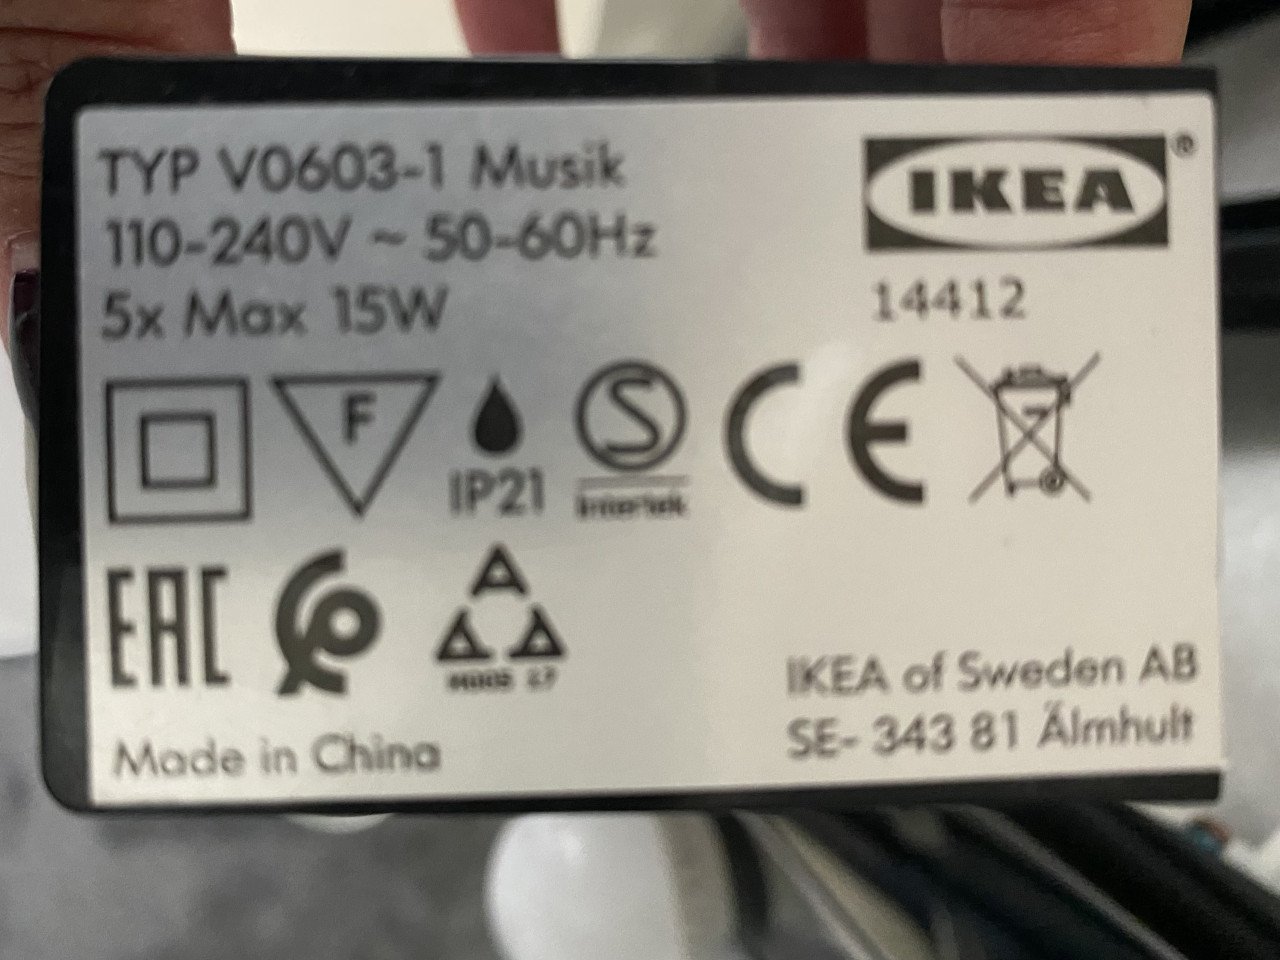 TYP V0603-1 Musik
110-240V ~ 50-60Hz
5x Max 15W
IKEA®
14412
F
IP21
S
Intertek
CE
EAC
A
A A
Made in China
IKEA of Sweden AB
SE- 343 81 Älmhult